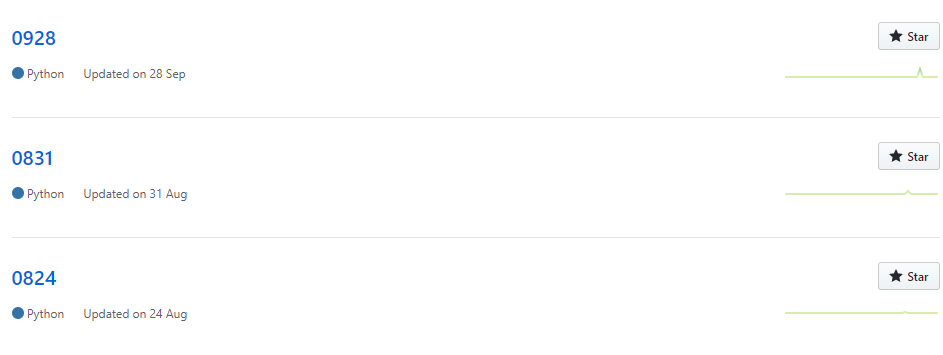 0928
Star
Python Updated on 28 Sep
0831
Star
Python Updated on 31 Aug
0824
Star
Python Updated on 24 Aug